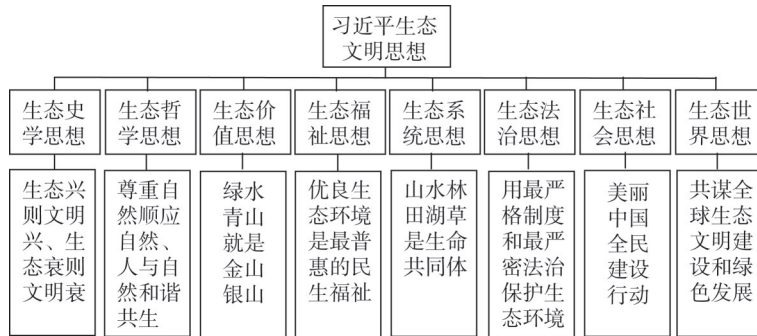 习近平生态
文明思想
生态史
学思想
生态哲
学思想
生态价
值思想
生态福
祉思想
生态系
统思想
生态法
治思想
生态社
会思想
生态世
界思想
生态兴
则文明
兴、生
态衰则
文明衰
尊重自
然顺应
自然、
人与自
然和谐
共生
绿水
青山
就是
金山
银山
优良生
态环境
是最普
惠的民
生福祉
山水林
田湖草
是生命
共同体
用最严
格制度
和最严
密法治
保护生
态环境
美丽
中国
全民
建设
行动
共谋全
球生态
文明建
设和绿
色发展